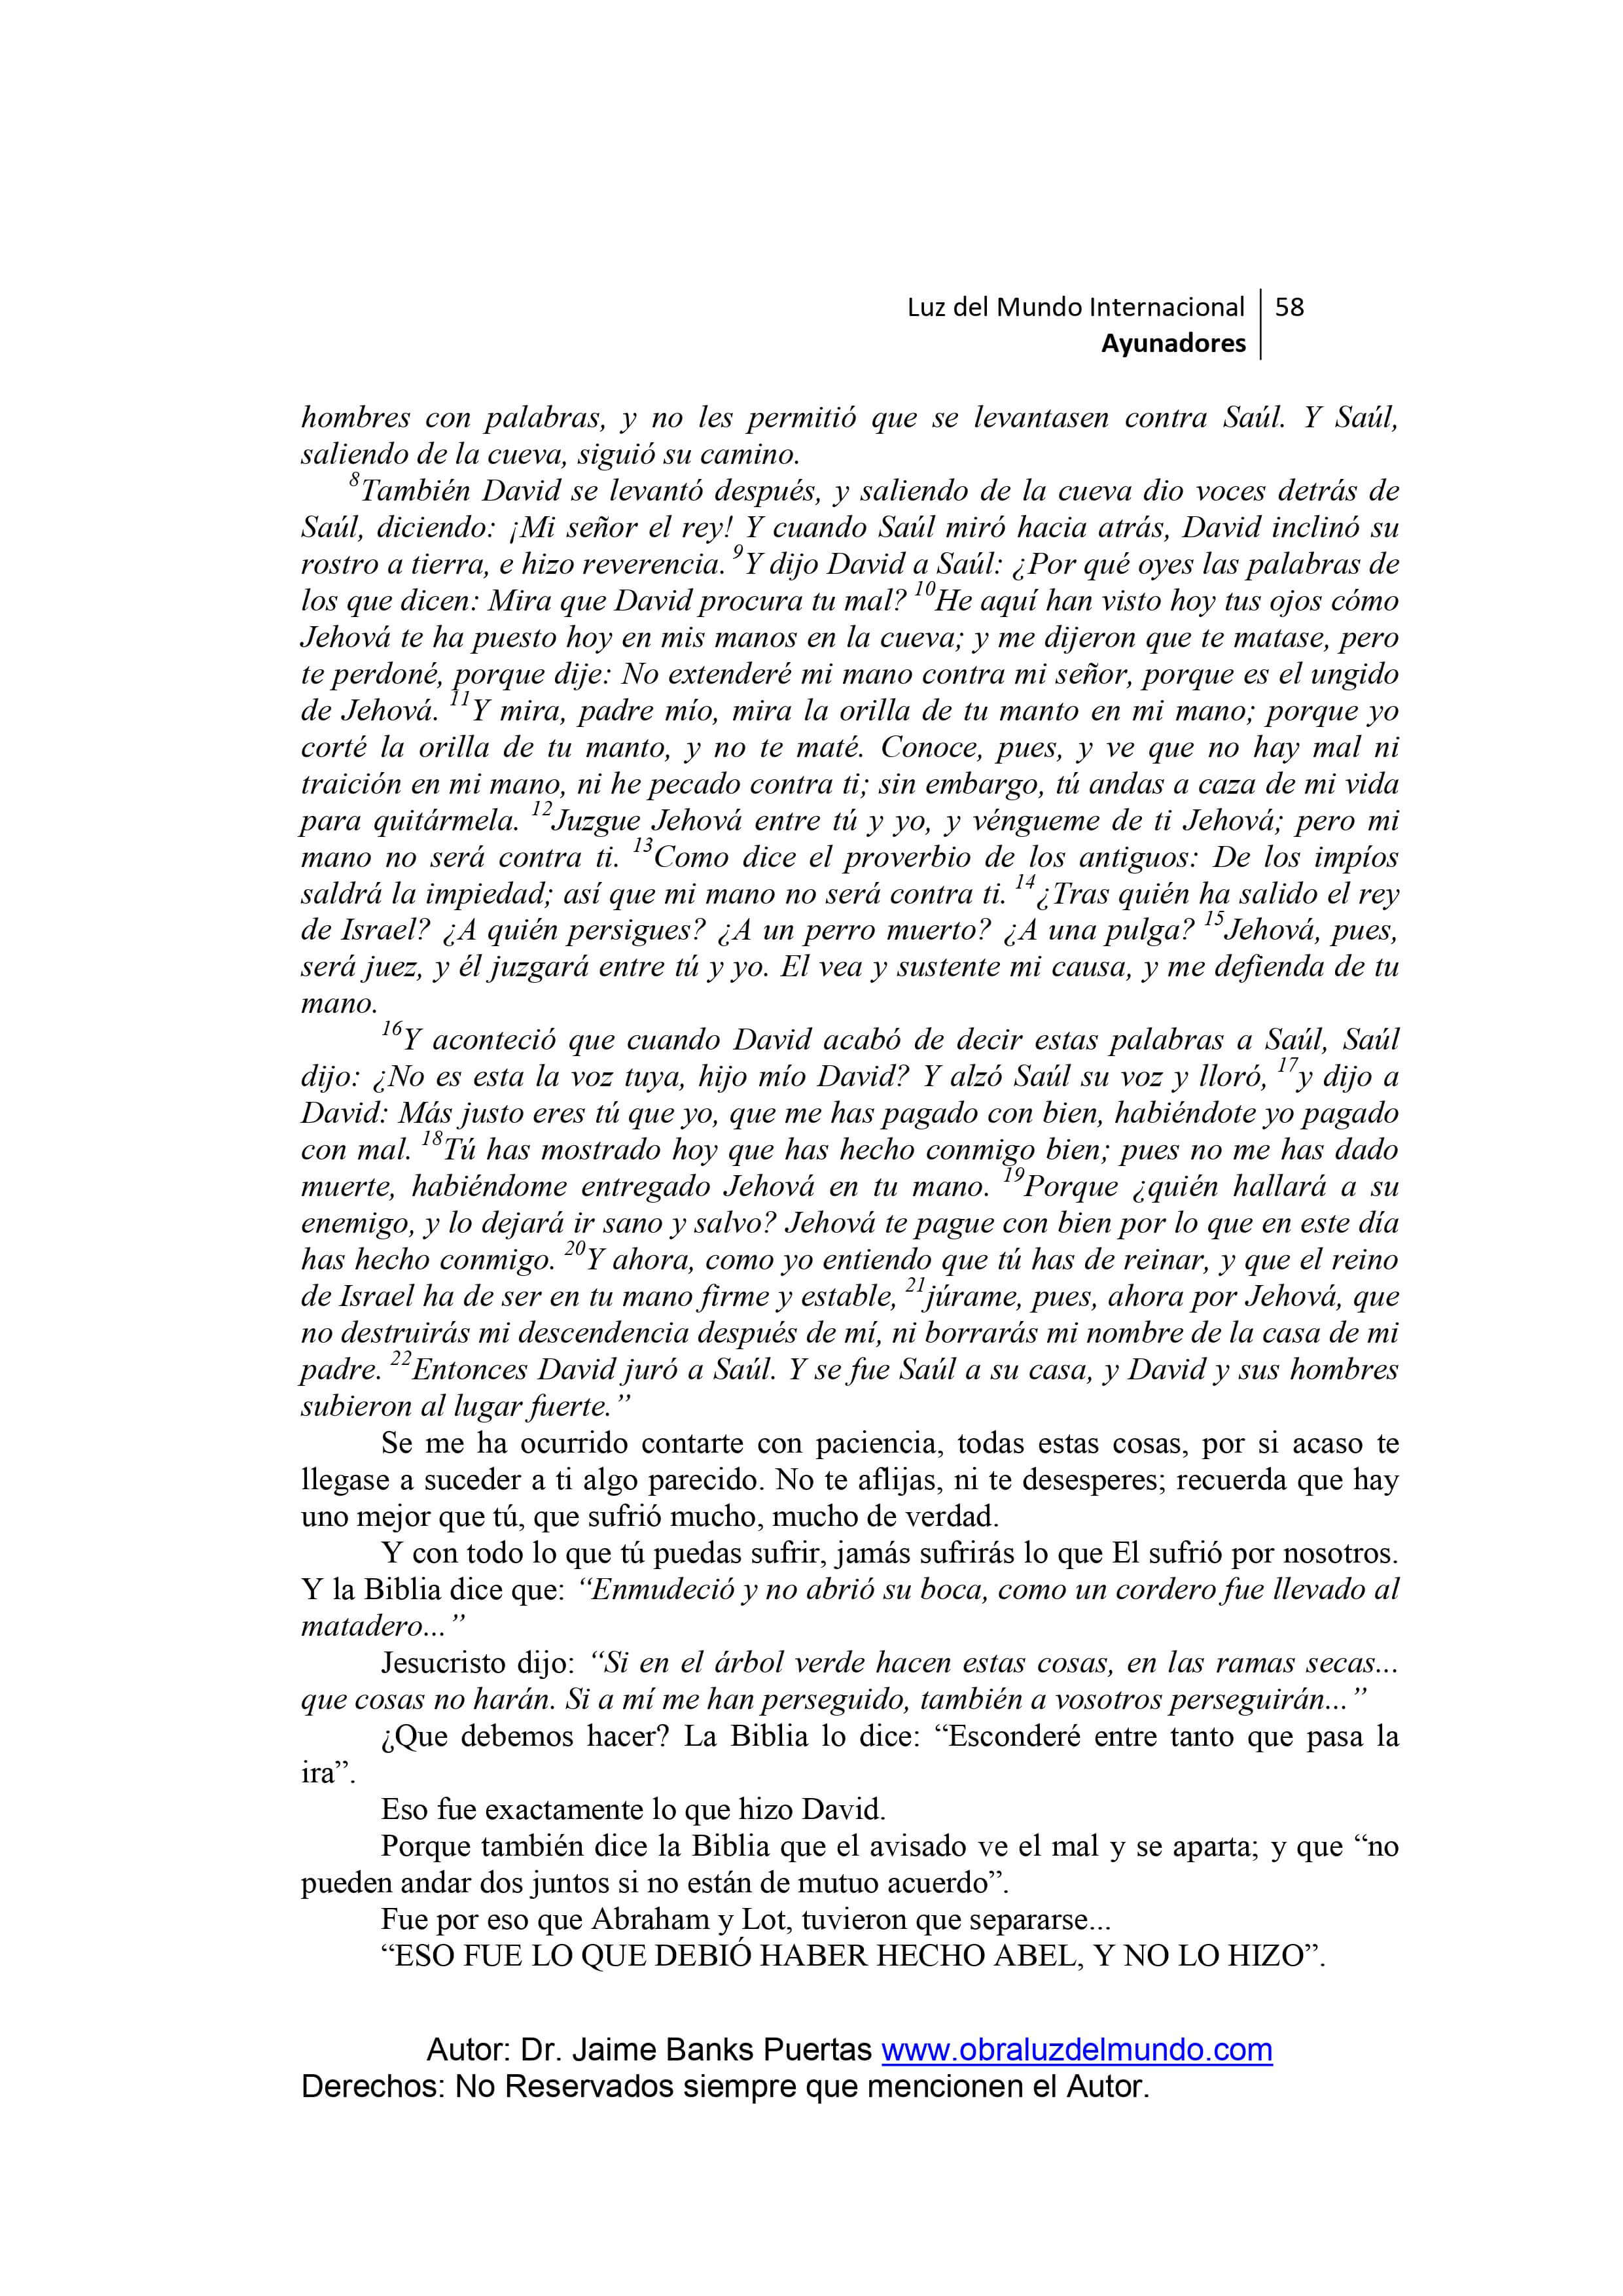 Luz del Mundo Internacional 58
Ayunadores
hombres con palabras, y no les permitió que se levantasen contra Saúl. Y Saúl,
saliendo de la cueva, siguió su camino.
8También David se levantó después, y saliendo de la cueva dio voces detrás de
Saúl, diciendo: ¡Mi señor el rey! Y cuando Saúl miró hacia atrás, David inclinó su
rostro a tierra, e hizo reverencia. 9Y dijo David a Saúl: ¿Por qué oyes las palabras de
los que dicen: Mira que David procura tu mal? 10He aquí han visto hoy tus ojos cómo
Jehová te ha puesto hoy en mis manos en la cueva; y me dijeron que te matase, pero
te perdoné, porque dije: No extenderé mi mano contra mi señor, porque es el ungido
de Jehová. 11Y mira, padre mío, mira la orilla de tu manto en mi mano; porque yo
corté la orilla de tu manto, y no te maté. Conoce, pues, y ve que no hay mal ni
traición en mi mano, ni he pecado contra ti; sin embargo, tú andas a caza de mi vida
para quitármela. 12Juzgue Jehová entre tú y yo, y véngueme de ti Jehová; pero mi
mano no será contra ti. 13Como dice el proverbio de los antiguos: De los impíos
saldrá la impiedad; así que mi mano no será contra ti. 14¿Tras quién ha salido el rey
de Israel? ¿A quién persigues? ¿A un perro muerto? ¿A una pulga? 15Jehová, pues,
será juez, y él juzgará entre tú y yo. El vea y sustente mi causa, y me defienda de tu
mano.
16Y aconteció que cuando David acabó de decir estas palabras a Saúl, Saúl
dijo: ¿No es esta la voz tuya, hijo mío David? Y alzó Saúl su voz y lloró, 17y dijo a
David: Más justo eres tú que yo, que me has pagado con bien, habiéndote yo pagado
con mal. 18Tú has mostrado hoy que has hecho conmigo bien; pues no me has dado
muerte, habiéndome entregado Jehová en tu mano. 19Porque ¿quién hallará a su
enemigo, y lo dejará ir sano y salvo? Jehová te pague con bien por lo que en este día
has hecho conmigo. 20Y ahora, como yo entiendo que tú has de reinar, y que el reino
de Israel ha de ser en tu mano firme y estable, 21júrame, pues, ahora por Jehová, que
no destruirás mi descendencia después de mí, ni borrarás mi nombre de la casa de mi
padre. 22Entonces David juró a Saúl. Y se fue Saúl a su casa, y David y sus hombres
subieron al lugar fuerte.”
Se me ha ocurrido contarte con paciencia, todas estas cosas, por si acaso te
llegase a suceder a ti algo parecido. No te aflijas, ni te desesperes; recuerda que hay
uno mejor que tú, que sufrió mucho, mucho de verdad.
Y con todo lo que tú puedas sufrir, jamás sufrirás lo que El sufrió por nosotros.
Y la Biblia dice que: “Enmudeció y no abrió su boca, como un cordero fue llevado al
matadero...”
Jesucristo dijo: “Si en el árbol verde hacen estas cosas, en las ramas secas...
que cosas no harán. Si a mí me han perseguido, también a vosotros perseguirán...”
¿Que debemos hacer? La Biblia lo dice: “Esconderé entre tanto que pasa la
ira”.
Eso fue exactamente lo que hizo David.
Porque también dice la Biblia que el avisado ve el mal y se aparta; y que “no
pueden andar dos juntos si no están de mutuo acuerdo”.
Fue por eso que Abraham y Lot, tuvieron que separarse...
“ESO FUE LO QUE DEBIÓ HABER HECHO ABEL, Y NO LO HIZO”.
Autor: Dr. Jaime Banks Puertas www.obraluzdelmundo.com
Derechos: No Reservados siempre que mencionen el Autor.